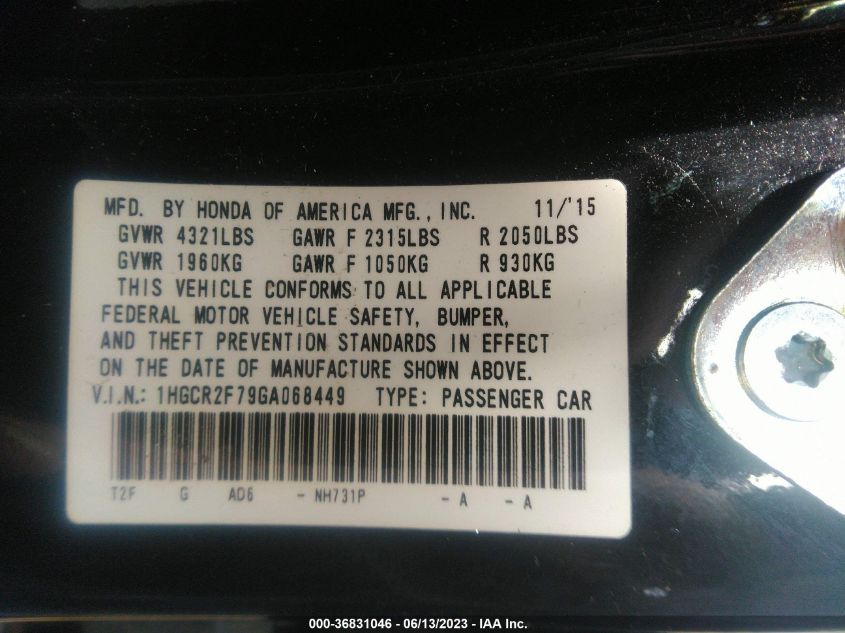 MFD. BY HONDA OF AMERICA MFG., INC. 11/'15
GVWR 4321LBS GAWR F 2315LBS R 2050LBS
GVWR 1960KG GAWR F 1050KG R 930KG
THIS VEHICLE CONFORMS TO ALL APPLICABLE
FEDERAL MOTOR VEHICLE SAFETY, BUMPER,
AND THEFT PREVENTION STANDARDS IN EFFECT
ON THE DATE OF MANUFACTURE SHOWN ABOVE.
V.I.N.: 1HGCR2F79GA068449 TYPE: PASSENGER CAR
T2F G AD6 - NH731P - A - A
000-36831046 - 06/13/2023 - IAA Inc.